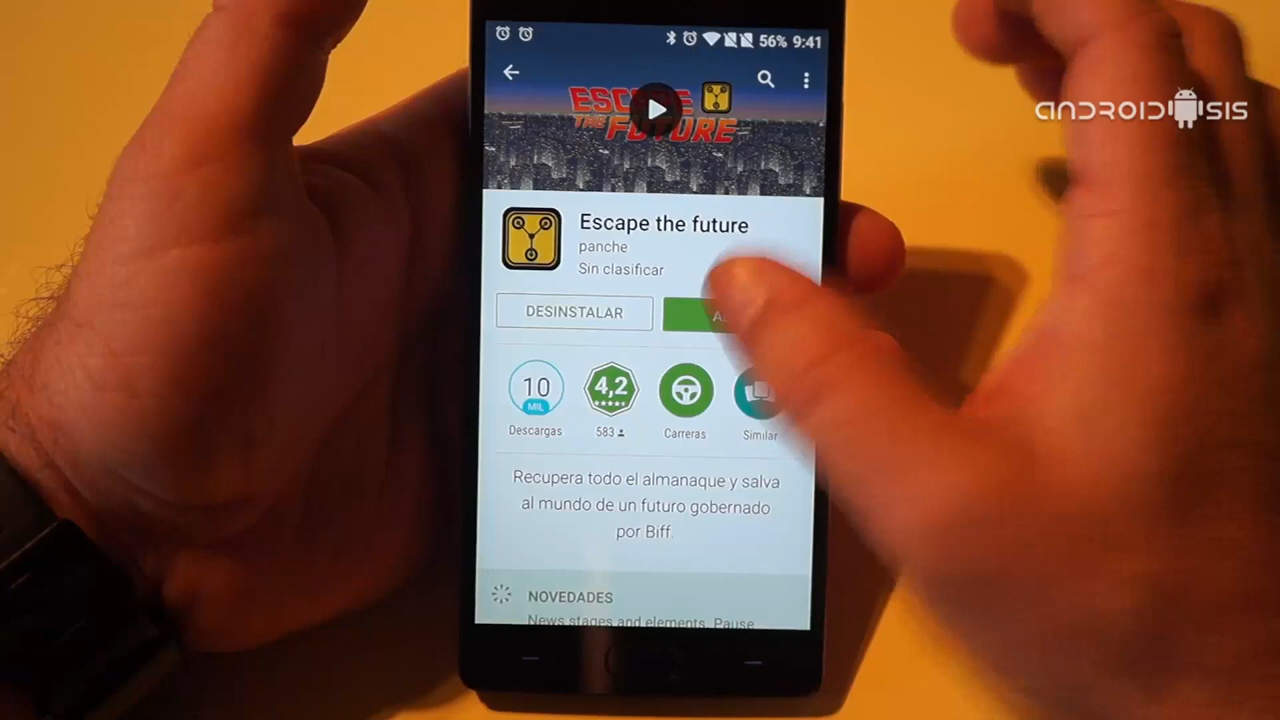 56% 9:41
ANDROIDSIS
ESCAPE
THE FUTURE
Escape the future
panche
Sin clasificar
DESINSTALAR
10
MIL
4,2
Descargas
583
Carreras
Similar
Recupera todo el almanaque y salva
al mundo de un futuro gobernado
por Biff.
NOVEDADES
News stages and elements. Pause